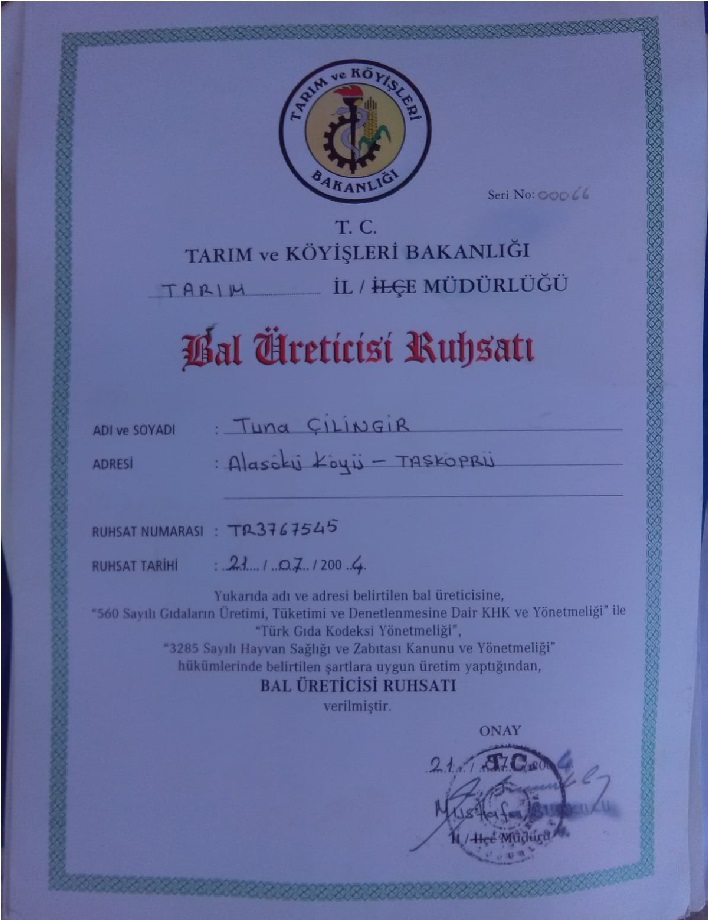 TARIM ve KÖYİŞLERİ
BAKANLIĞI
Seri No: 00066
T. C.
TARIM ve KÖYİŞLERİ BAKANLIĞI
TARIM İL / İLÇE MÜDÜRLÜĞÜ
Bal Üreticisi Ruhsatı
ADI ve SOYADI : Tuna ÇİLİNGİR
ADRESİ : Alasökü Köyü - TAŞKÖPRÜ
RUHSAT NUMARASI : TR3767545
RUHSAT TARİHİ : 21 / 07 / 2004
Yukarıda adı ve adresi belirtilen bal üreticisine,
"560 Sayılı Gıdaların Üretimi, Tüketimi ve Denetlenmesine Dair KHK ve Yönetmeliği" ile
"Türk Gıda Kodeksi Yönetmeliği",
"3285 Sayılı Hayvan Sağlığı ve Zabıtası Kanunu ve Yönetmeliği"
hükümlerinde belirtilen şartlara uygun üretim yaptığından,
BAL ÜRETİCİSİ RUHSATI
verilmiştir.
ONAY
21
T.C.
Mustafa
İl / İlçe Müdürü